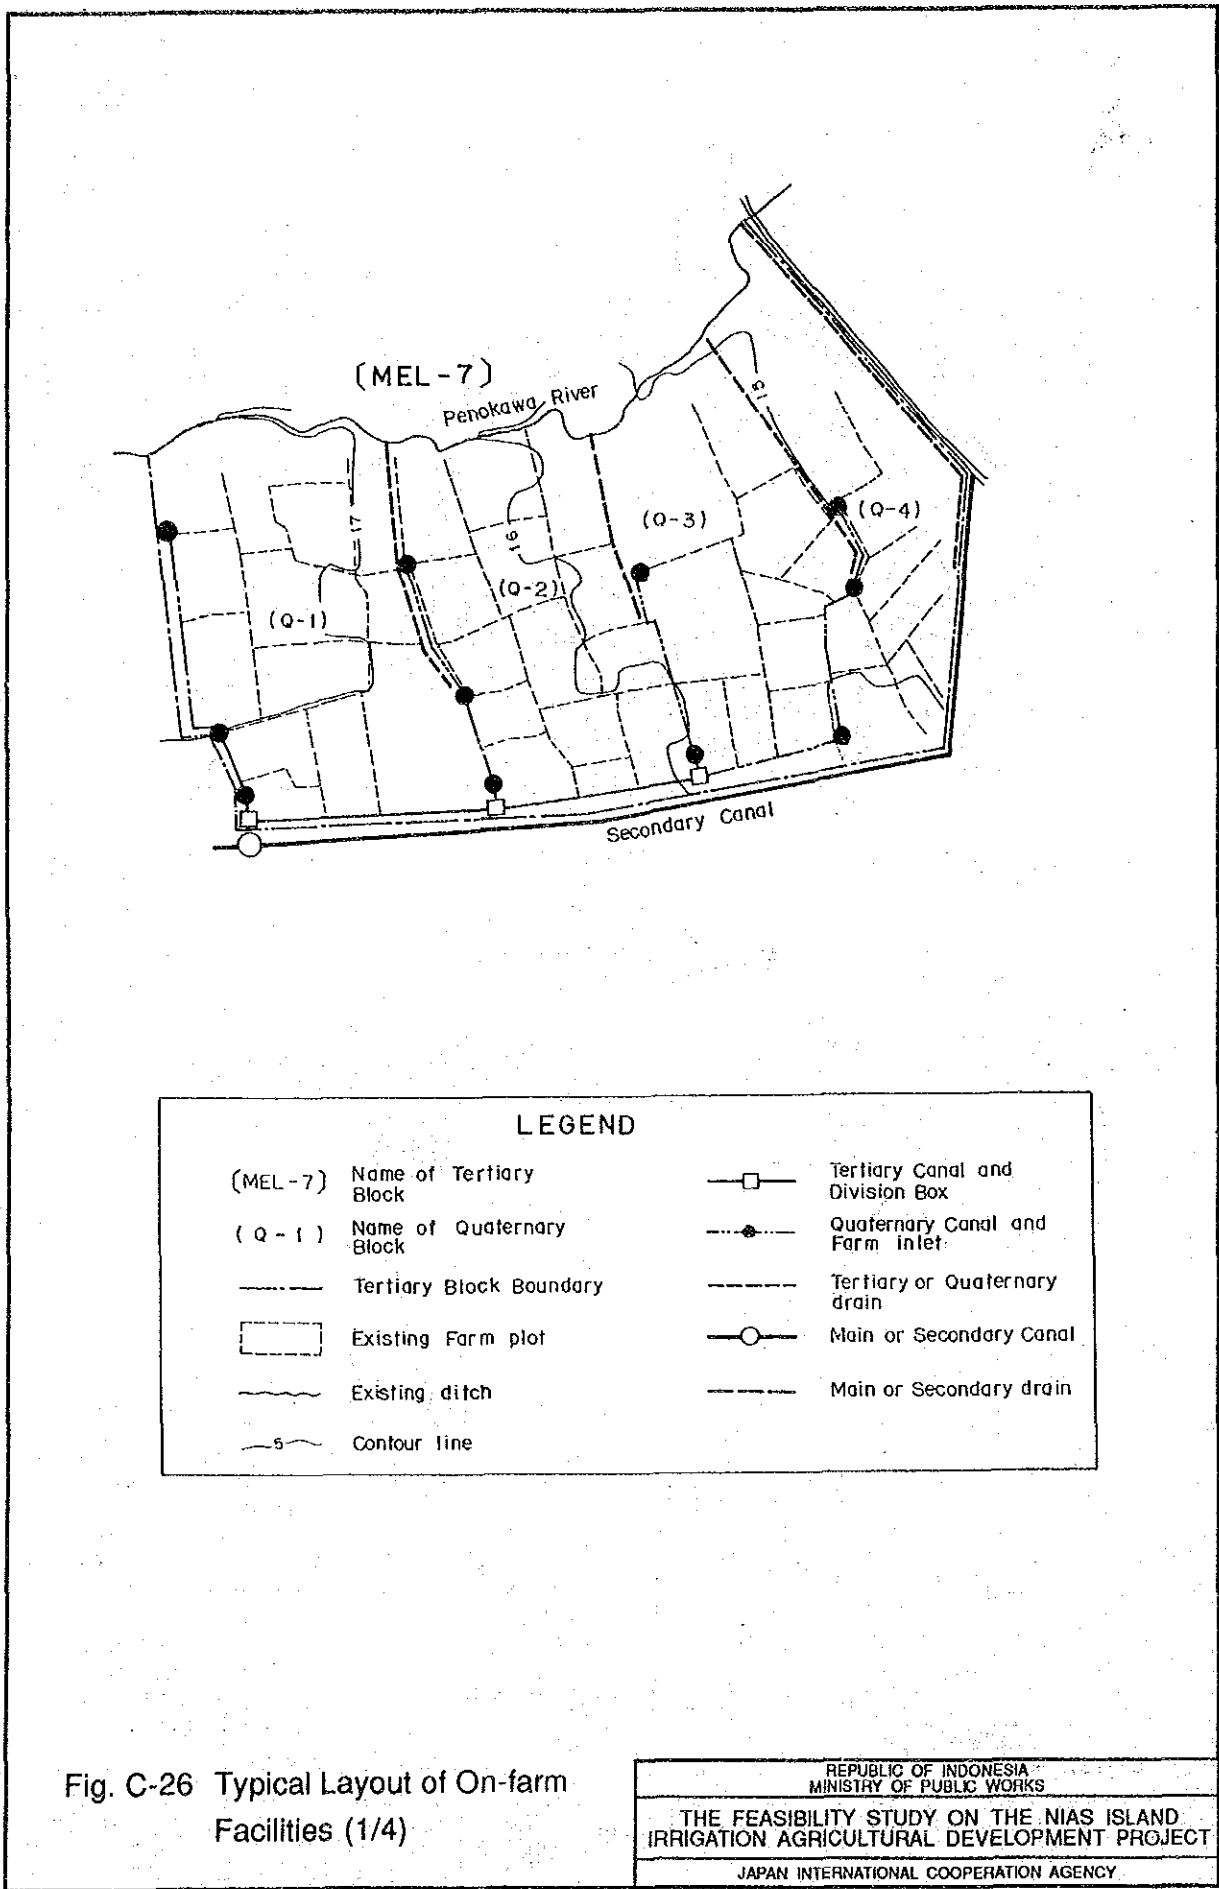 (MEL-7)
Penokawa River
15
(Q-3)
(Q-4)
17
16
(Q-2)
(Q-1)
Secondary Canal
LEGEND
(MEL-7) Name of Tertiary
Block
(Q-1) Name of Quaternary
Block
Tertiary Block Boundary
Existing Farm plot
Existing ditch
5 Contour line
Tertiary Canal and
Division Box
Quaternary Canal and
Farm inlet
Tertiary or Quaternary
drain
Main or Secondary Canal
Main or Secondary drain
Fig. C-26 Typical Layout of On-farm
Facilities (1/4)
REPUBLIC OF INDONESIA
MINISTRY OF PUBLIC WORKS
THE FEASIBILITY STUDY ON THE NIAS ISLAND
IRRIGATION AGRICULTURAL DEVELOPMENT PROJECT
JAPAN INTERNATIONAL COOPERATION AGENCY